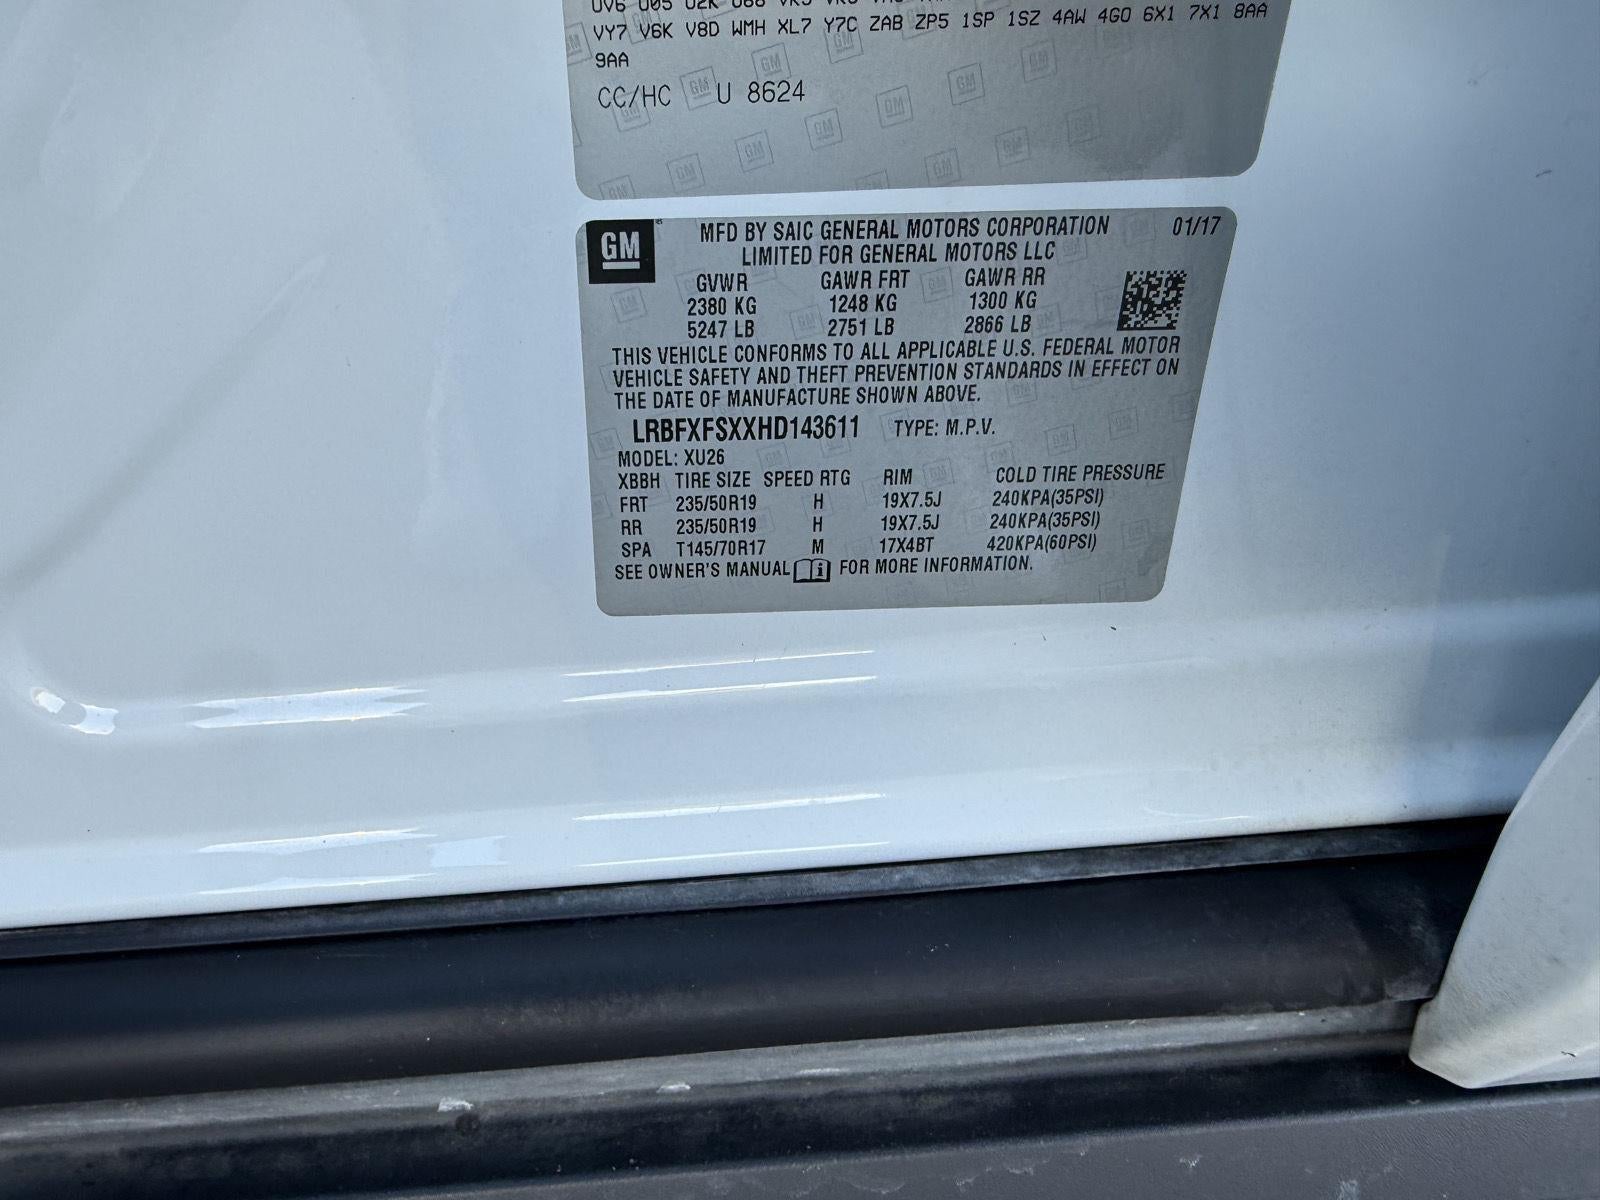 VY7 V6K V8D WMH XL7 Y7C ZAB ZP5 1SP 1SZ 4AW 4G0 6X1 7X1 8AA
9AA
CC/HC U 8624
GM
MFD BY SAIC GENERAL MOTORS CORPORATION 01/17
LIMITED FOR GENERAL MOTORS LLC
GVWR GAWR FRT GAWR RR
2380 KG 1248 KG 1300 KG
5247 LB 2751 LB 2866 LB
THIS VEHICLE CONFORMS TO ALL APPLICABLE U.S. FEDERAL MOTOR
VEHICLE SAFETY AND THEFT PREVENTION STANDARDS IN EFFECT ON
THE DATE OF MANUFACTURE SHOWN ABOVE.
LRBFXFSXXHD143611 TYPE: M.P.V.
MODEL: XU26
XBBH TIRE SIZE SPEED RTG RIM COLD TIRE PRESSURE
FRT 235/50R19 H 19X7.5J 240KPA(35PSI)
RR 235/50R19 H 19X7.5J 240KPA(35PSI)
SPA T145/70R17 M 17X4BT 420KPA(60PSI)
SEE OWNER'S MANUAL FOR MORE INFORMATION.